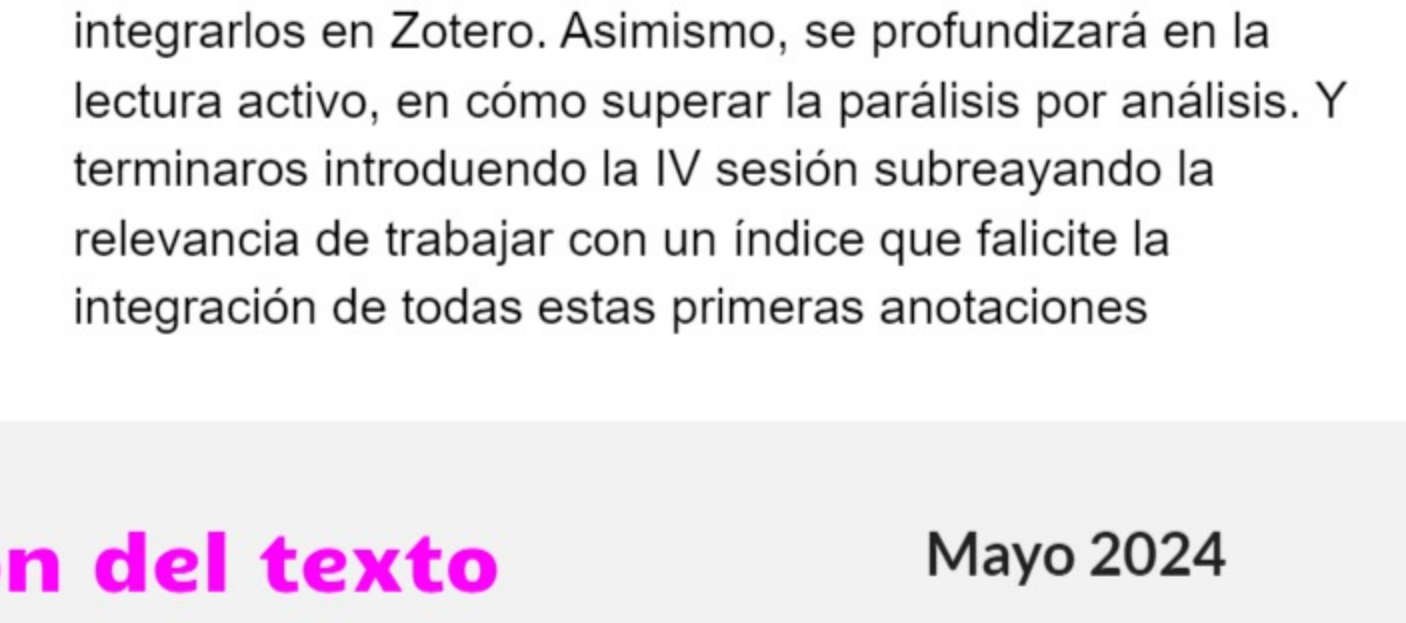 integrarlos en Zotero. Asimismo, se profundizará en la
lectura activo, en cómo superar la parálisis por análisis. Y
terminaros introduendo la IV sesión subreayando la
relevancia de trabajar con un índice que falicite la
integración de todas estas primeras anotaciones
n del texto
Mayo 2024